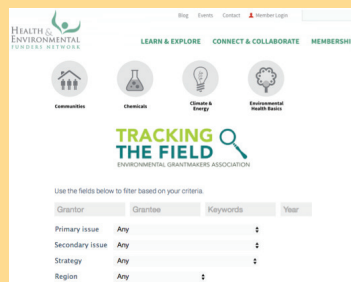 Blog Events Contact Member Login
HEALTH &
ENVIRONMENTAL
FUNDERS NETWORK
LEARN & EXPLORE CONNECT & COLLABORATE MEMBERSHI
Communities Chemicals Climate & Energy Environmental Health Basics
TRACKING
THE FIELD
ENVIRONMENTAL GRANTMAKERS ASSOCIATION
Use the fields below to filter based on your criteria.
Grantor Grantee Keywords Year
Primary issue Any
Secondary issue Any
Strategy Any
Region Any